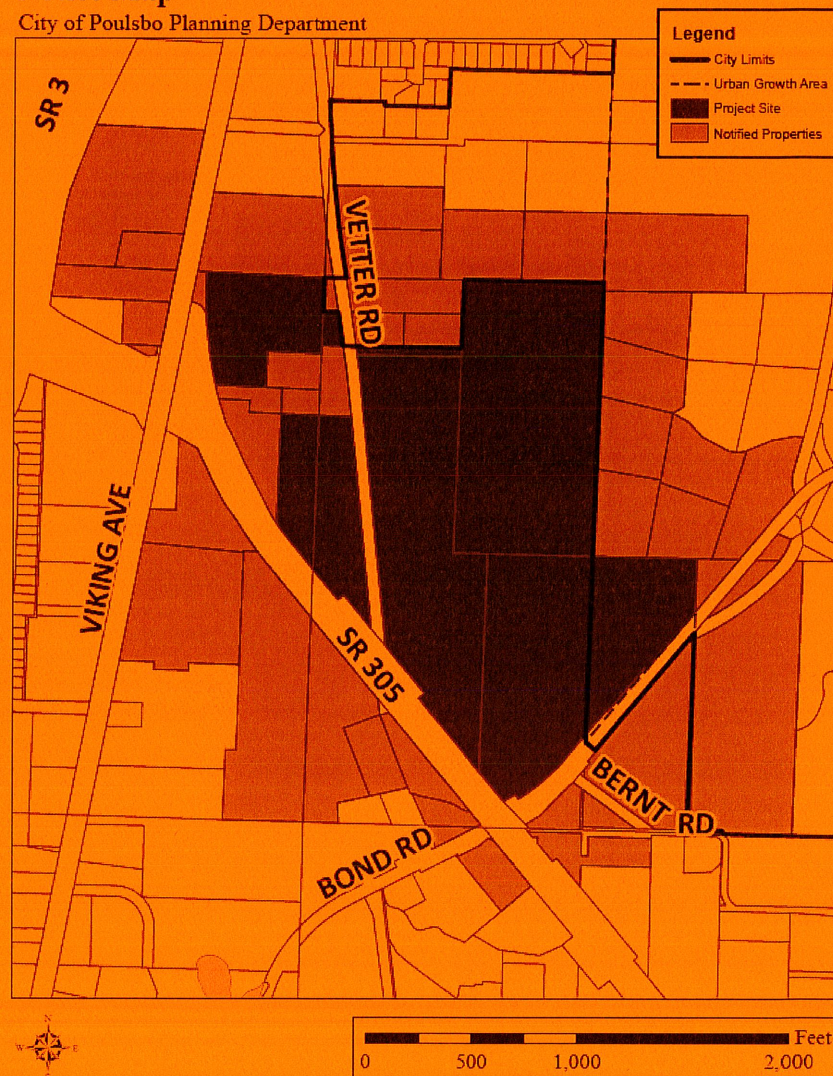 City of Poulsbo Planning Department
Legend
City Limits
Urban Growth Area
Project Site
Notified Properties
SR 3
VETTER RD
VIKING AVE
SR 305
BERNT RD
BOND RD
N
W E
Feet
0 500 1,000 2,000